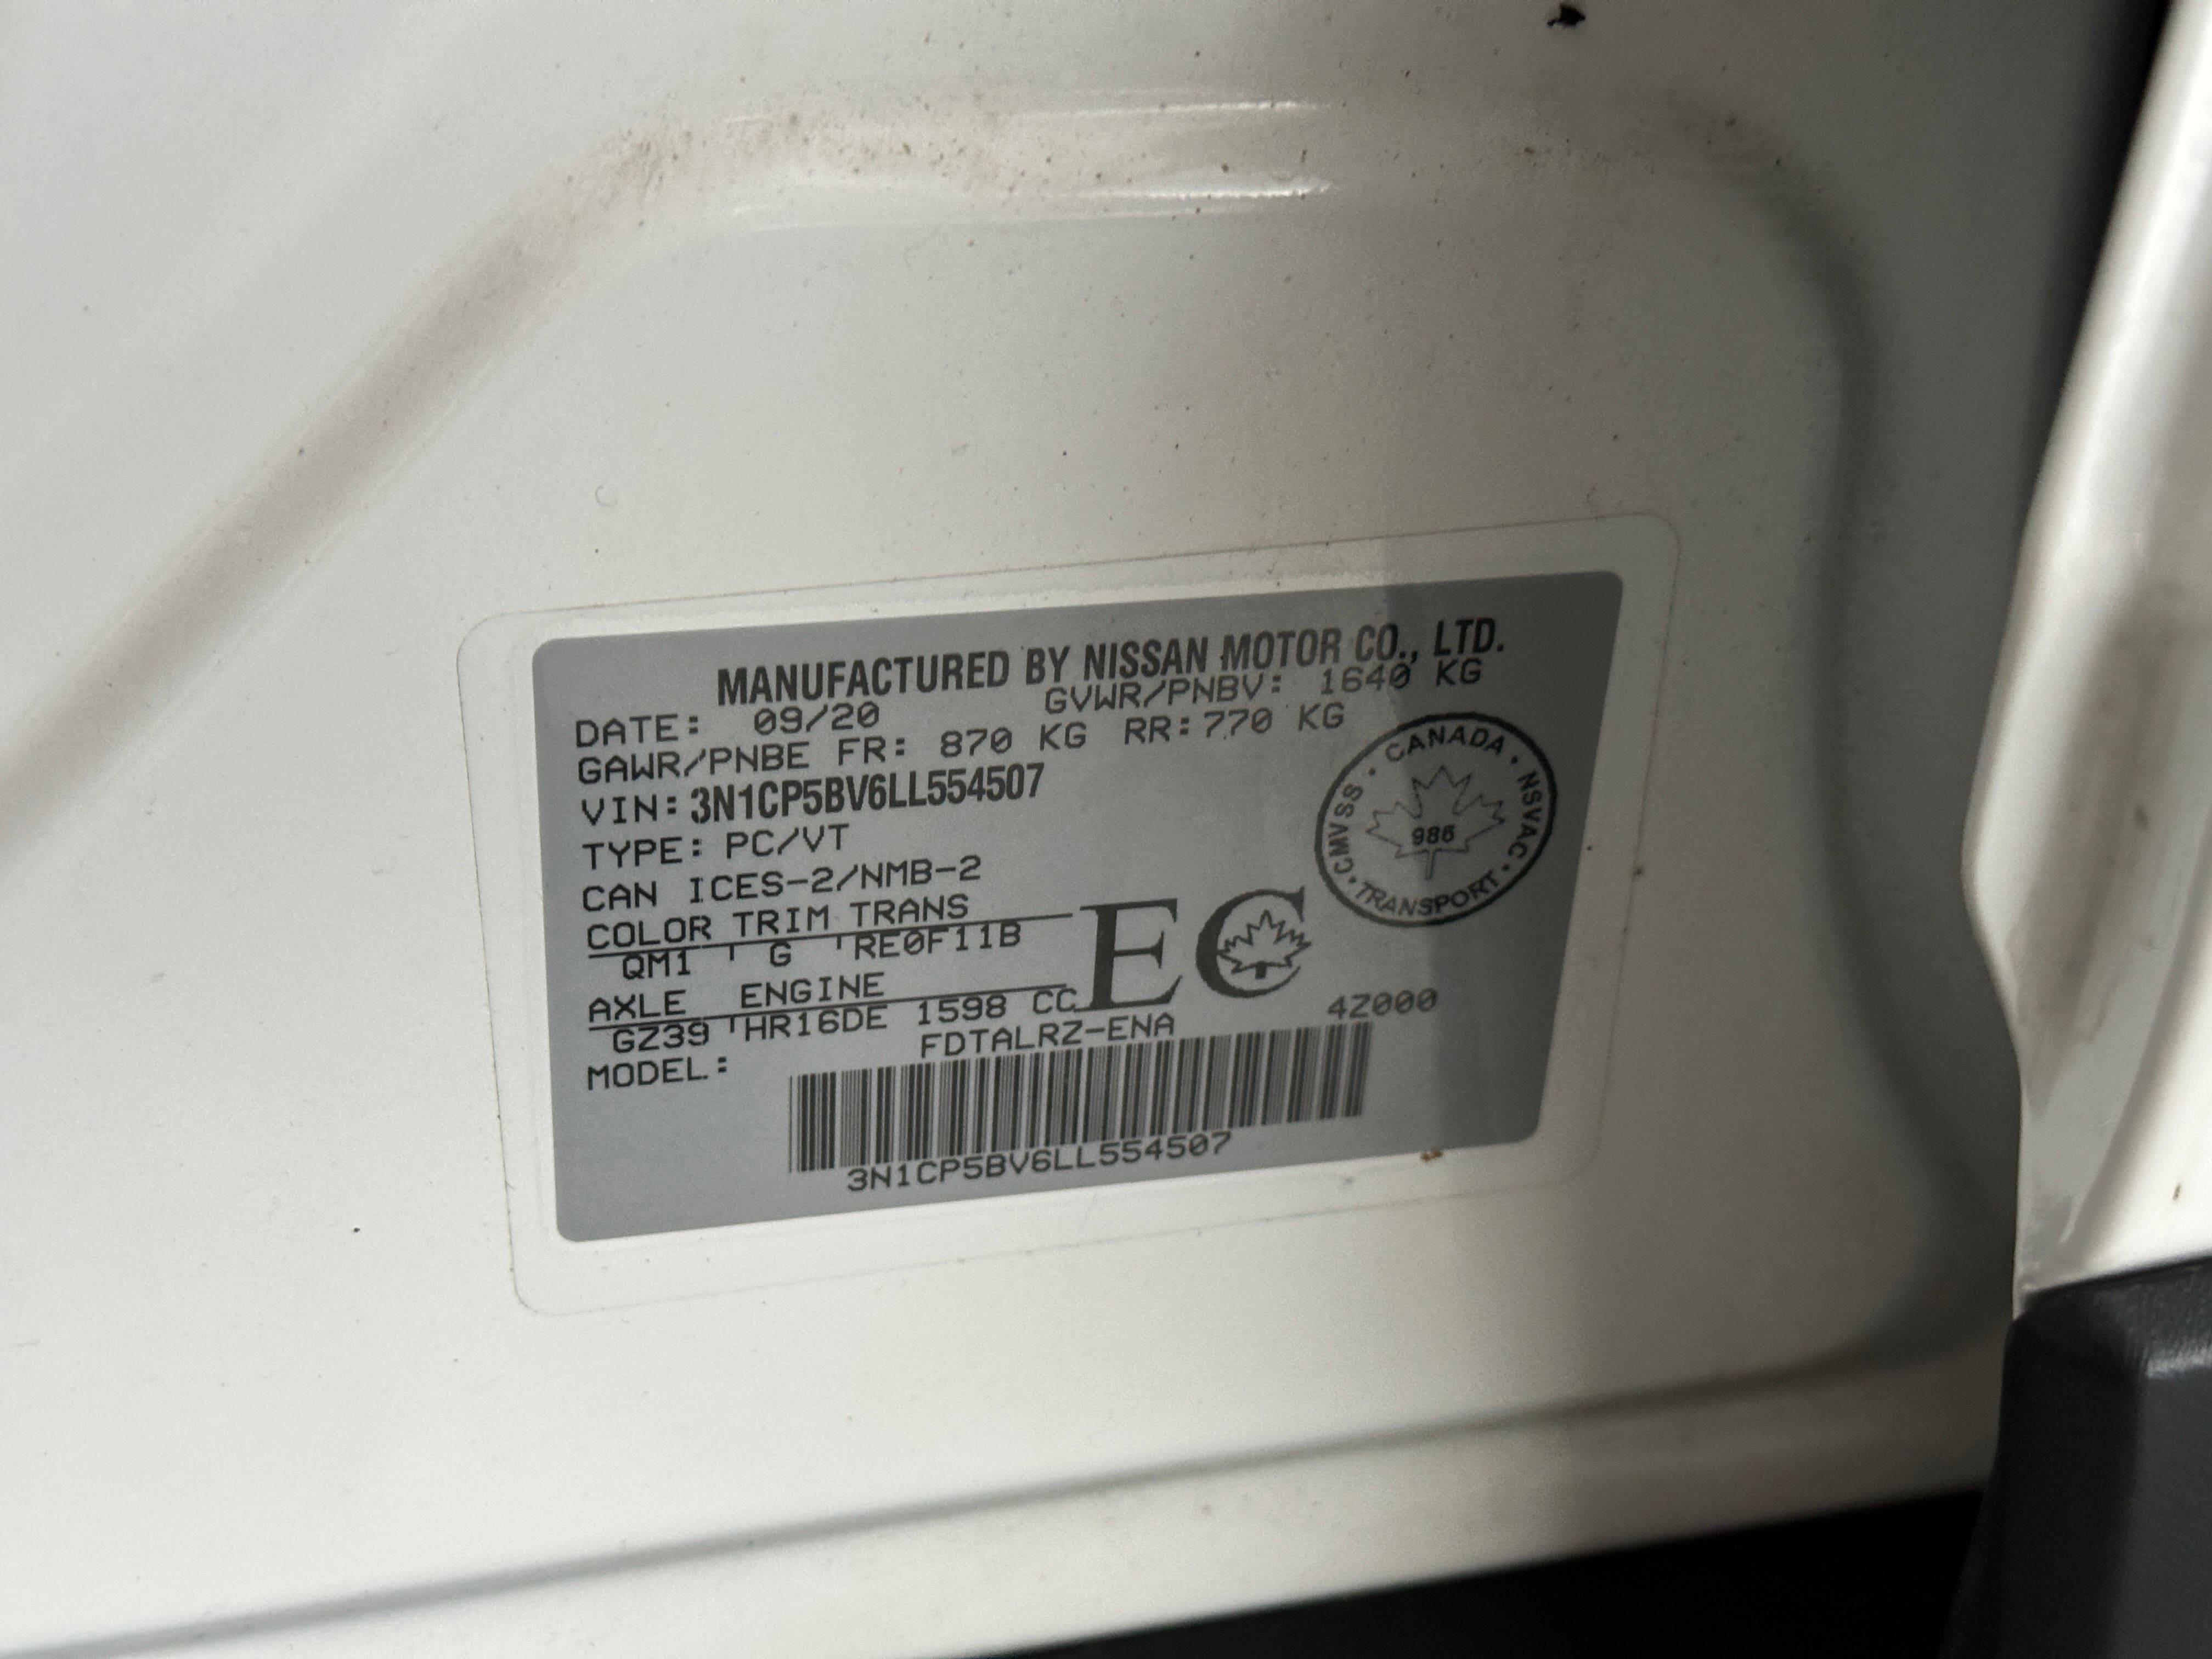 MANUFACTURED BY NISSAN MOTOR CO., LTD.
DATE: 09/20 GVWR/PNBV: 1640 KG
GAWR/PNBE FR: 870 KG RR:770 KG
VIN:3N1CP5BV6LL554507
TYPE: PC/VT
CAN ICES-2/NMB-2
COLOR TRIM TRANS
QM1 G RE0F11B
AXLE ENGINE
GZ39 HR16DE 1598 CC
EC
MODEL: FDTALRZ-ENA 4Z000
3N1CP5BV6LL554507
CANADA · NSVAC · TRANSPORT · CMVSS ·
986